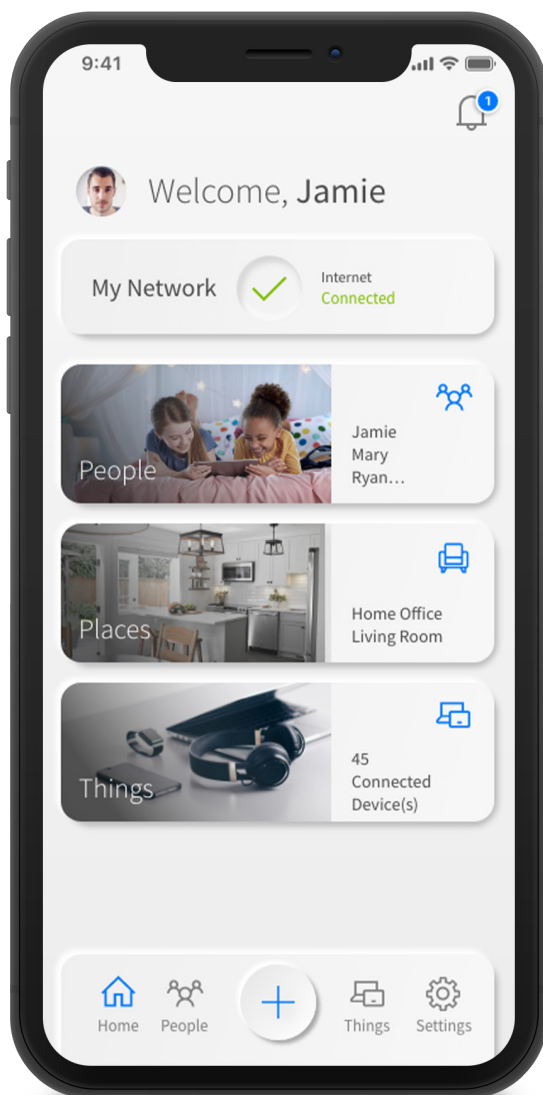 9:41
1
Welcome, Jamie
My Network
Internet
Connected
People
Jamie
Mary
Ryan...
Places
Home Office
Living Room
Things
45
Connected
Device(s)
Home
People
Things
Settings